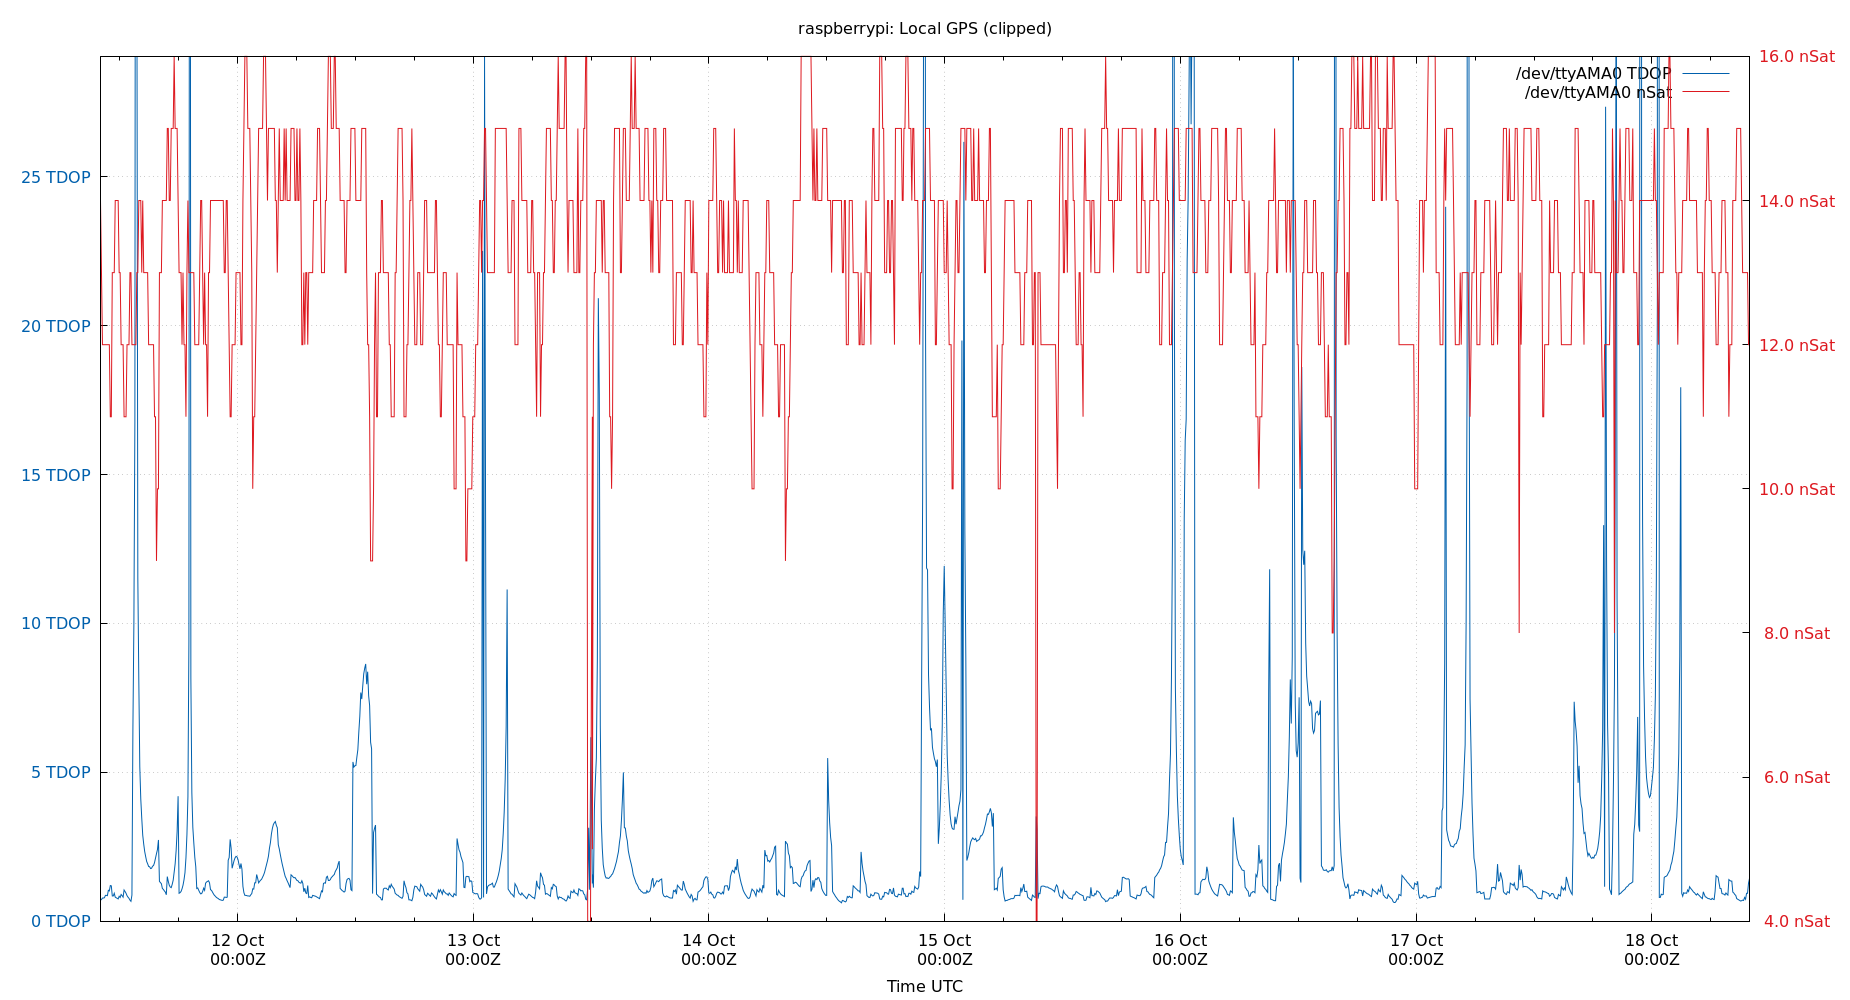 raspberrypi: Local GPS (clipped)
16.0 nSat
/dev/ttyAMA0 TDOP
/dev/ttyAMA0 nSat
25 TDOP
14.0 nSat
20 TDOP
12.0 nSat
15 TDOP
10.0 nSat
10 TDOP
8.0 nSat
5 TDOP
6.0 nSat
0 TDOP
4.0 nSat
12 Oct
00:00Z
13 Oct
00:00Z
14 Oct
00:00Z
15 Oct
00:00Z
16 Oct
00:00Z
17 Oct
00:00Z
18 Oct
00:00Z
Time UTC